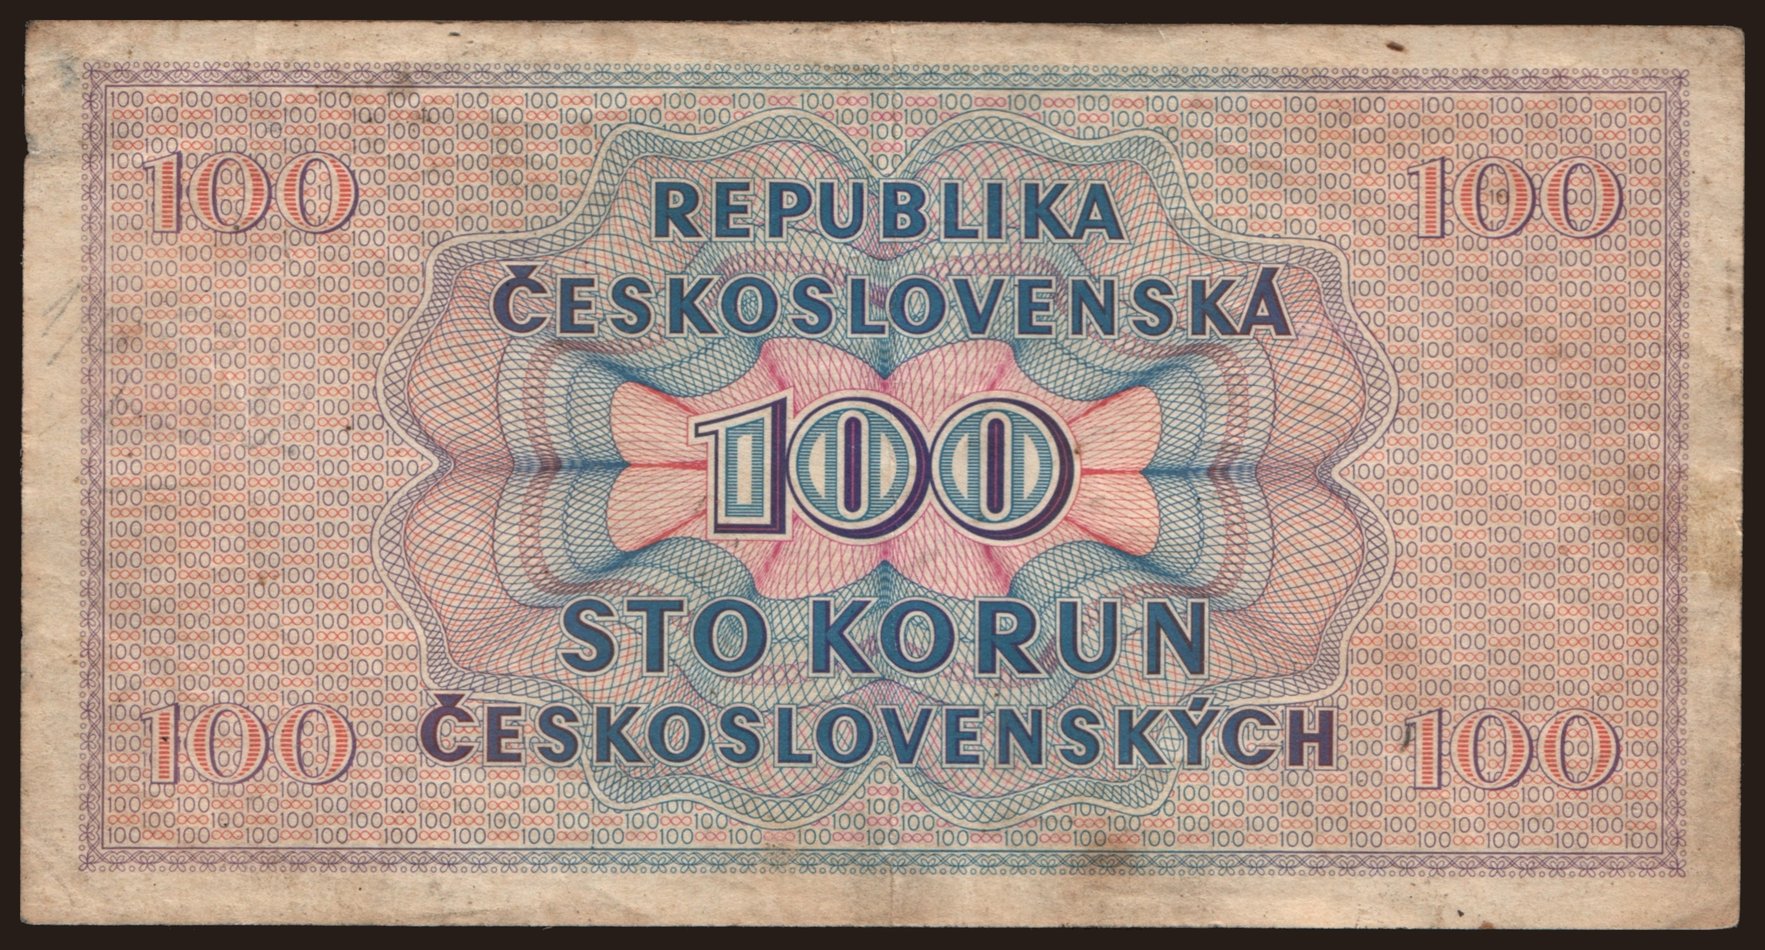 100 100
REPUBLIKA
ČESKOSLOVENSKÁ
100
STO KORUN
ČESKOSLOVENSKÝCH
100 100